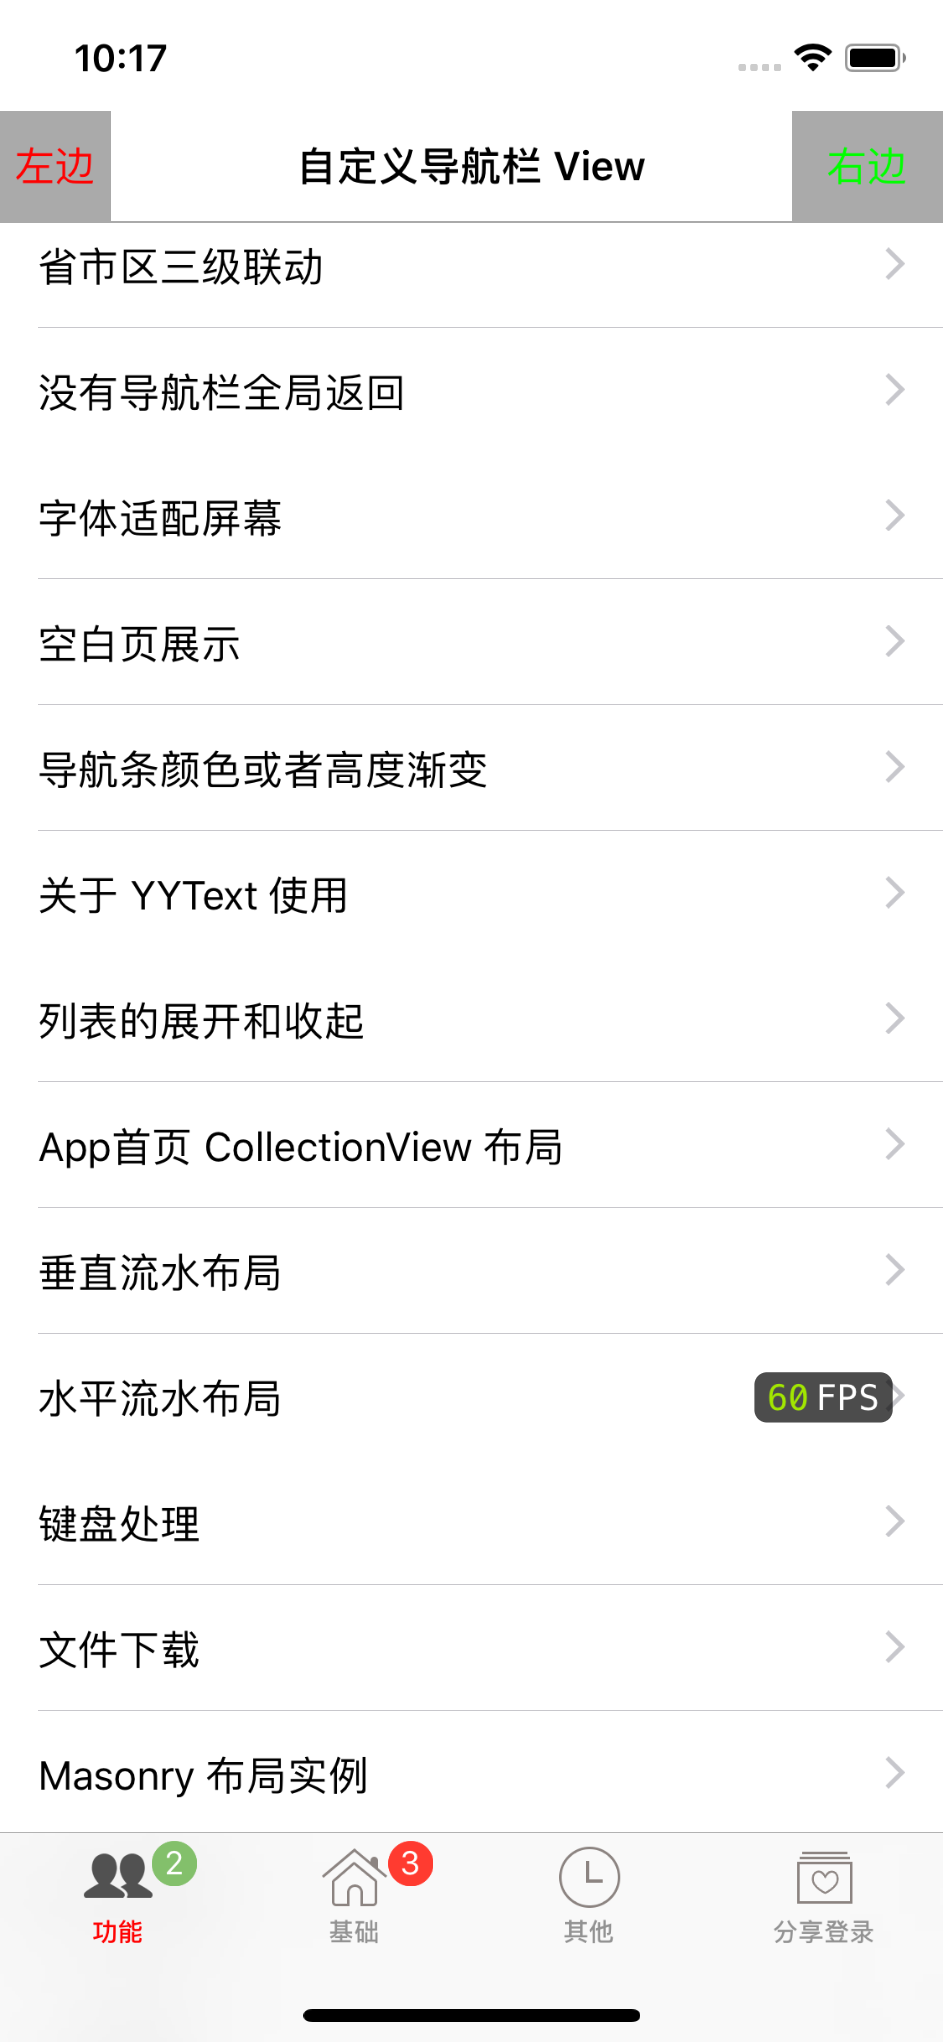 10:17
左边
自定义导航栏 View
右边
省市区三级联动
没有导航栏全局返回
字体适配屏幕
空白页展示
导航条颜色或者高度渐变
关于 YYText 使用
列表的展开和收起
App首页 CollectionView 布局
垂直流水布局
水平流水布局
60 FPS
键盘处理
文件下载
Masonry 布局实例
2
3
功能
基础
其他
分享登录